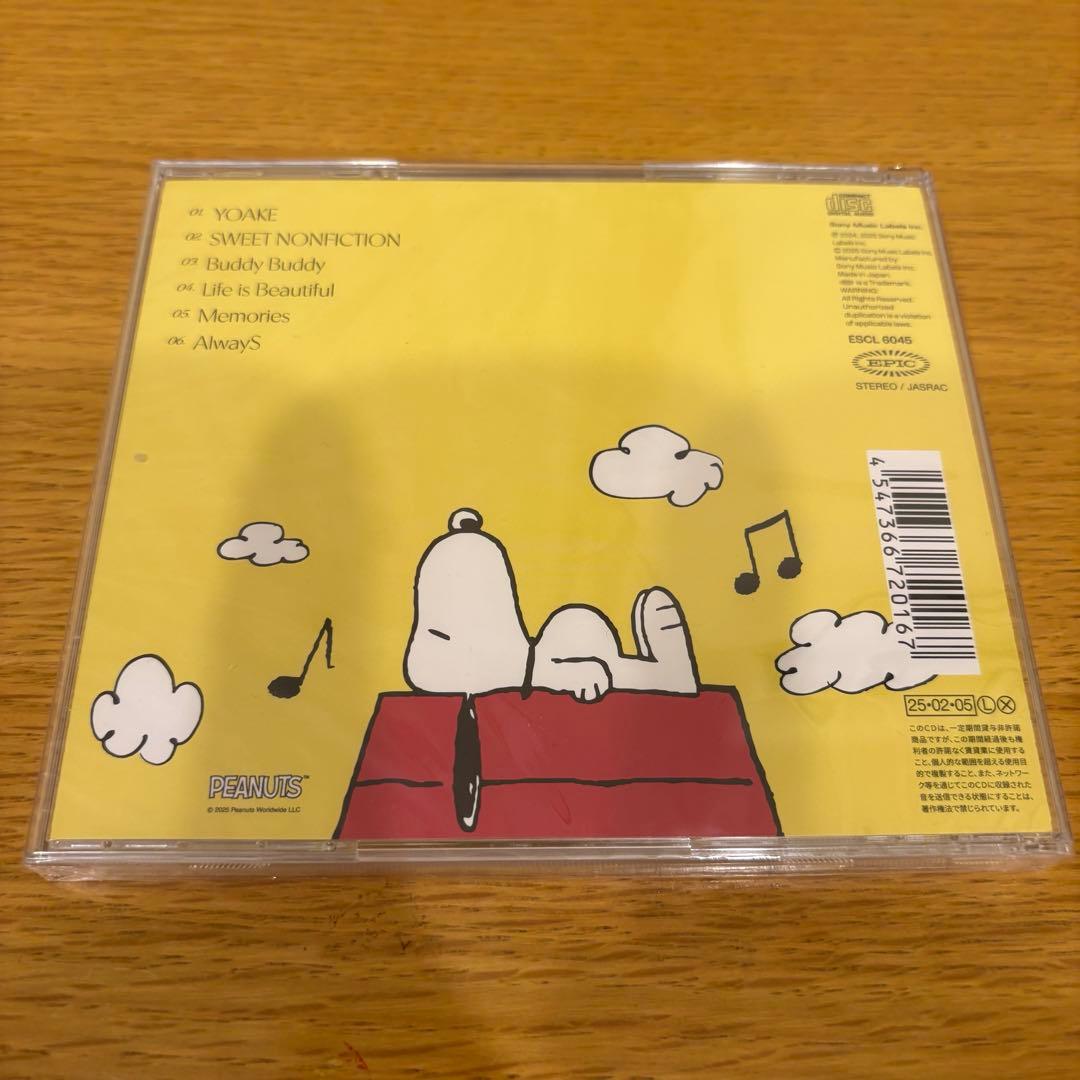 01. YOAKE
02. SWEET NONFICTION
03. Buddy Buddy
04. Life is Beautiful
05. Memories
06. AlwayS
COMPACT
disc
DIGITAL AUDIO
Sony Music Labels Inc.
℗ 2024, 2025 Sony Music
Labels Inc.
© 2025 Sony Music Labels Inc.
Manufactured by
Sony Music Labels Inc.
Made in Japan.
is a Trademark.
WARNING:
All Rights Reserved.
Unauthorized
duplication is a violation
of applicable laws.
ESCL 6045
EPIC
STEREO / JASRAC
4547366720167
25・02・05 Ⓛ Ⓧ
このCDは、一定期間貸与非許諾
商品ですが、この期間経過後も権
利者の許諾なく賃貸業に使用する
こと、個人的な範囲を超える使用目
的で複製すること、また、ネットワー
ク等を通じてこのCDに収録された
音を送信できる状態にすることは、
著作権法で禁じられています。
PEANUTS™
© 2025 Peanuts Worldwide LLC